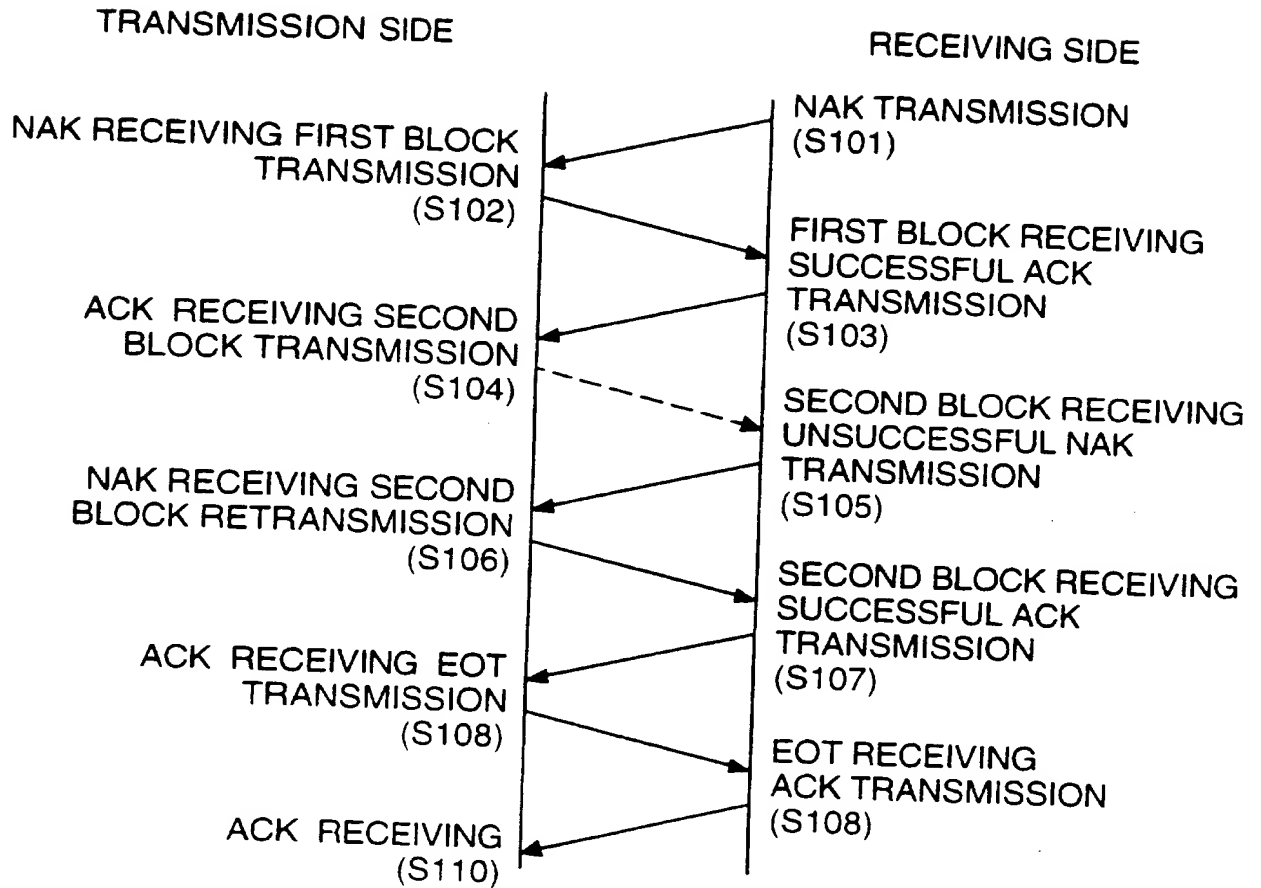 TRANSMISSION SIDE
RECEIVING SIDE
NAK TRANSMISSION
(S101)
NAK RECEIVING FIRST BLOCK
TRANSMISSION
(S102)
FIRST BLOCK RECEIVING
SUCCESSFUL ACK
TRANSMISSION
(S103)
ACK RECEIVING SECOND
BLOCK TRANSMISSION
(S104)
SECOND BLOCK RECEIVING
UNSUCCESSFUL NAK
TRANSMISSION
(S105)
NAK RECEIVING SECOND
BLOCK RETRANSMISSION
(S106)
SECOND BLOCK RECEIVING
SUCCESSFUL ACK
TRANSMISSION
(S107)
ACK RECEIVING EOT
TRANSMISSION
(S108)
EOT RECEIVING
ACK TRANSMISSION
(S108)
ACK RECEIVING
(S110)